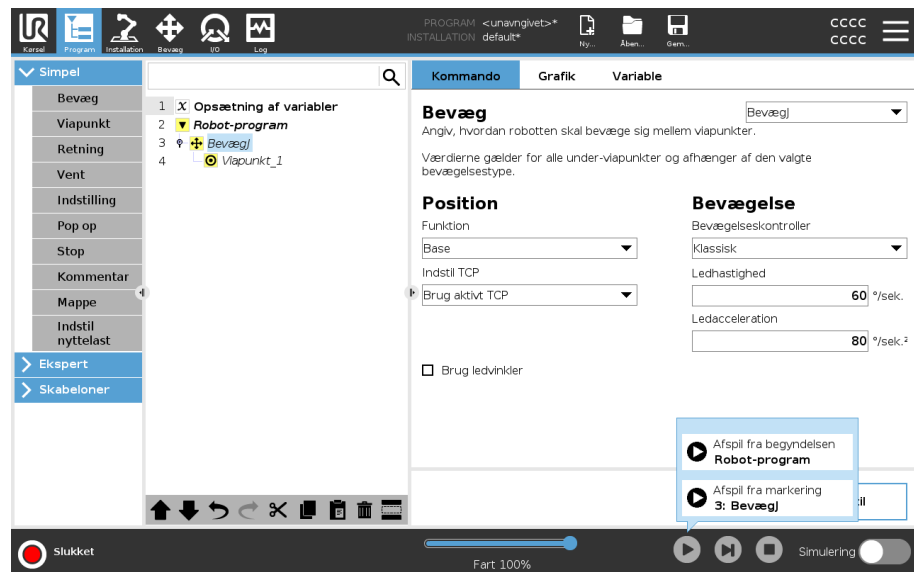 UR
PROGRAM <unavngivet>*
INSTALLATION default*
CCCC
CCCC
Kørsel
Program
Installation
Bevæg
I/O
Log
Ny...
Åben...
Gem...
Simpel
Bevæg
Viapunkt
Retning
Vent
Indstilling
Pop op
Stop
Kommentar
Mappe
Indstil
nyttelast
Ekspert
Skabeloner
1 X Opsætning af variabler
2 Robot-program
3 BevægJ
4 Viapunkt_1
Kommando
Grafik
Variable
Bevæg
BevægJ
Angiv, hvordan robotten skal bevæge sig mellem viapunkter.
Værdierne gælder for alle under-viapunkter og afhænger af den valgte
bevægelsestype.
Position
Funktion
Base
Indstil TCP
Brug aktivt TCP
Brug ledvinkler
Bevægelse
Bevægelseskontroller
Klassisk
Ledhastighed
60 °/sek.
Ledacceleration
80 °/sek.²
Afspil fra begyndelsen
Robot-program
Afspil fra markering
3: BevægJ
Slukket
Fart 100%
Simulering